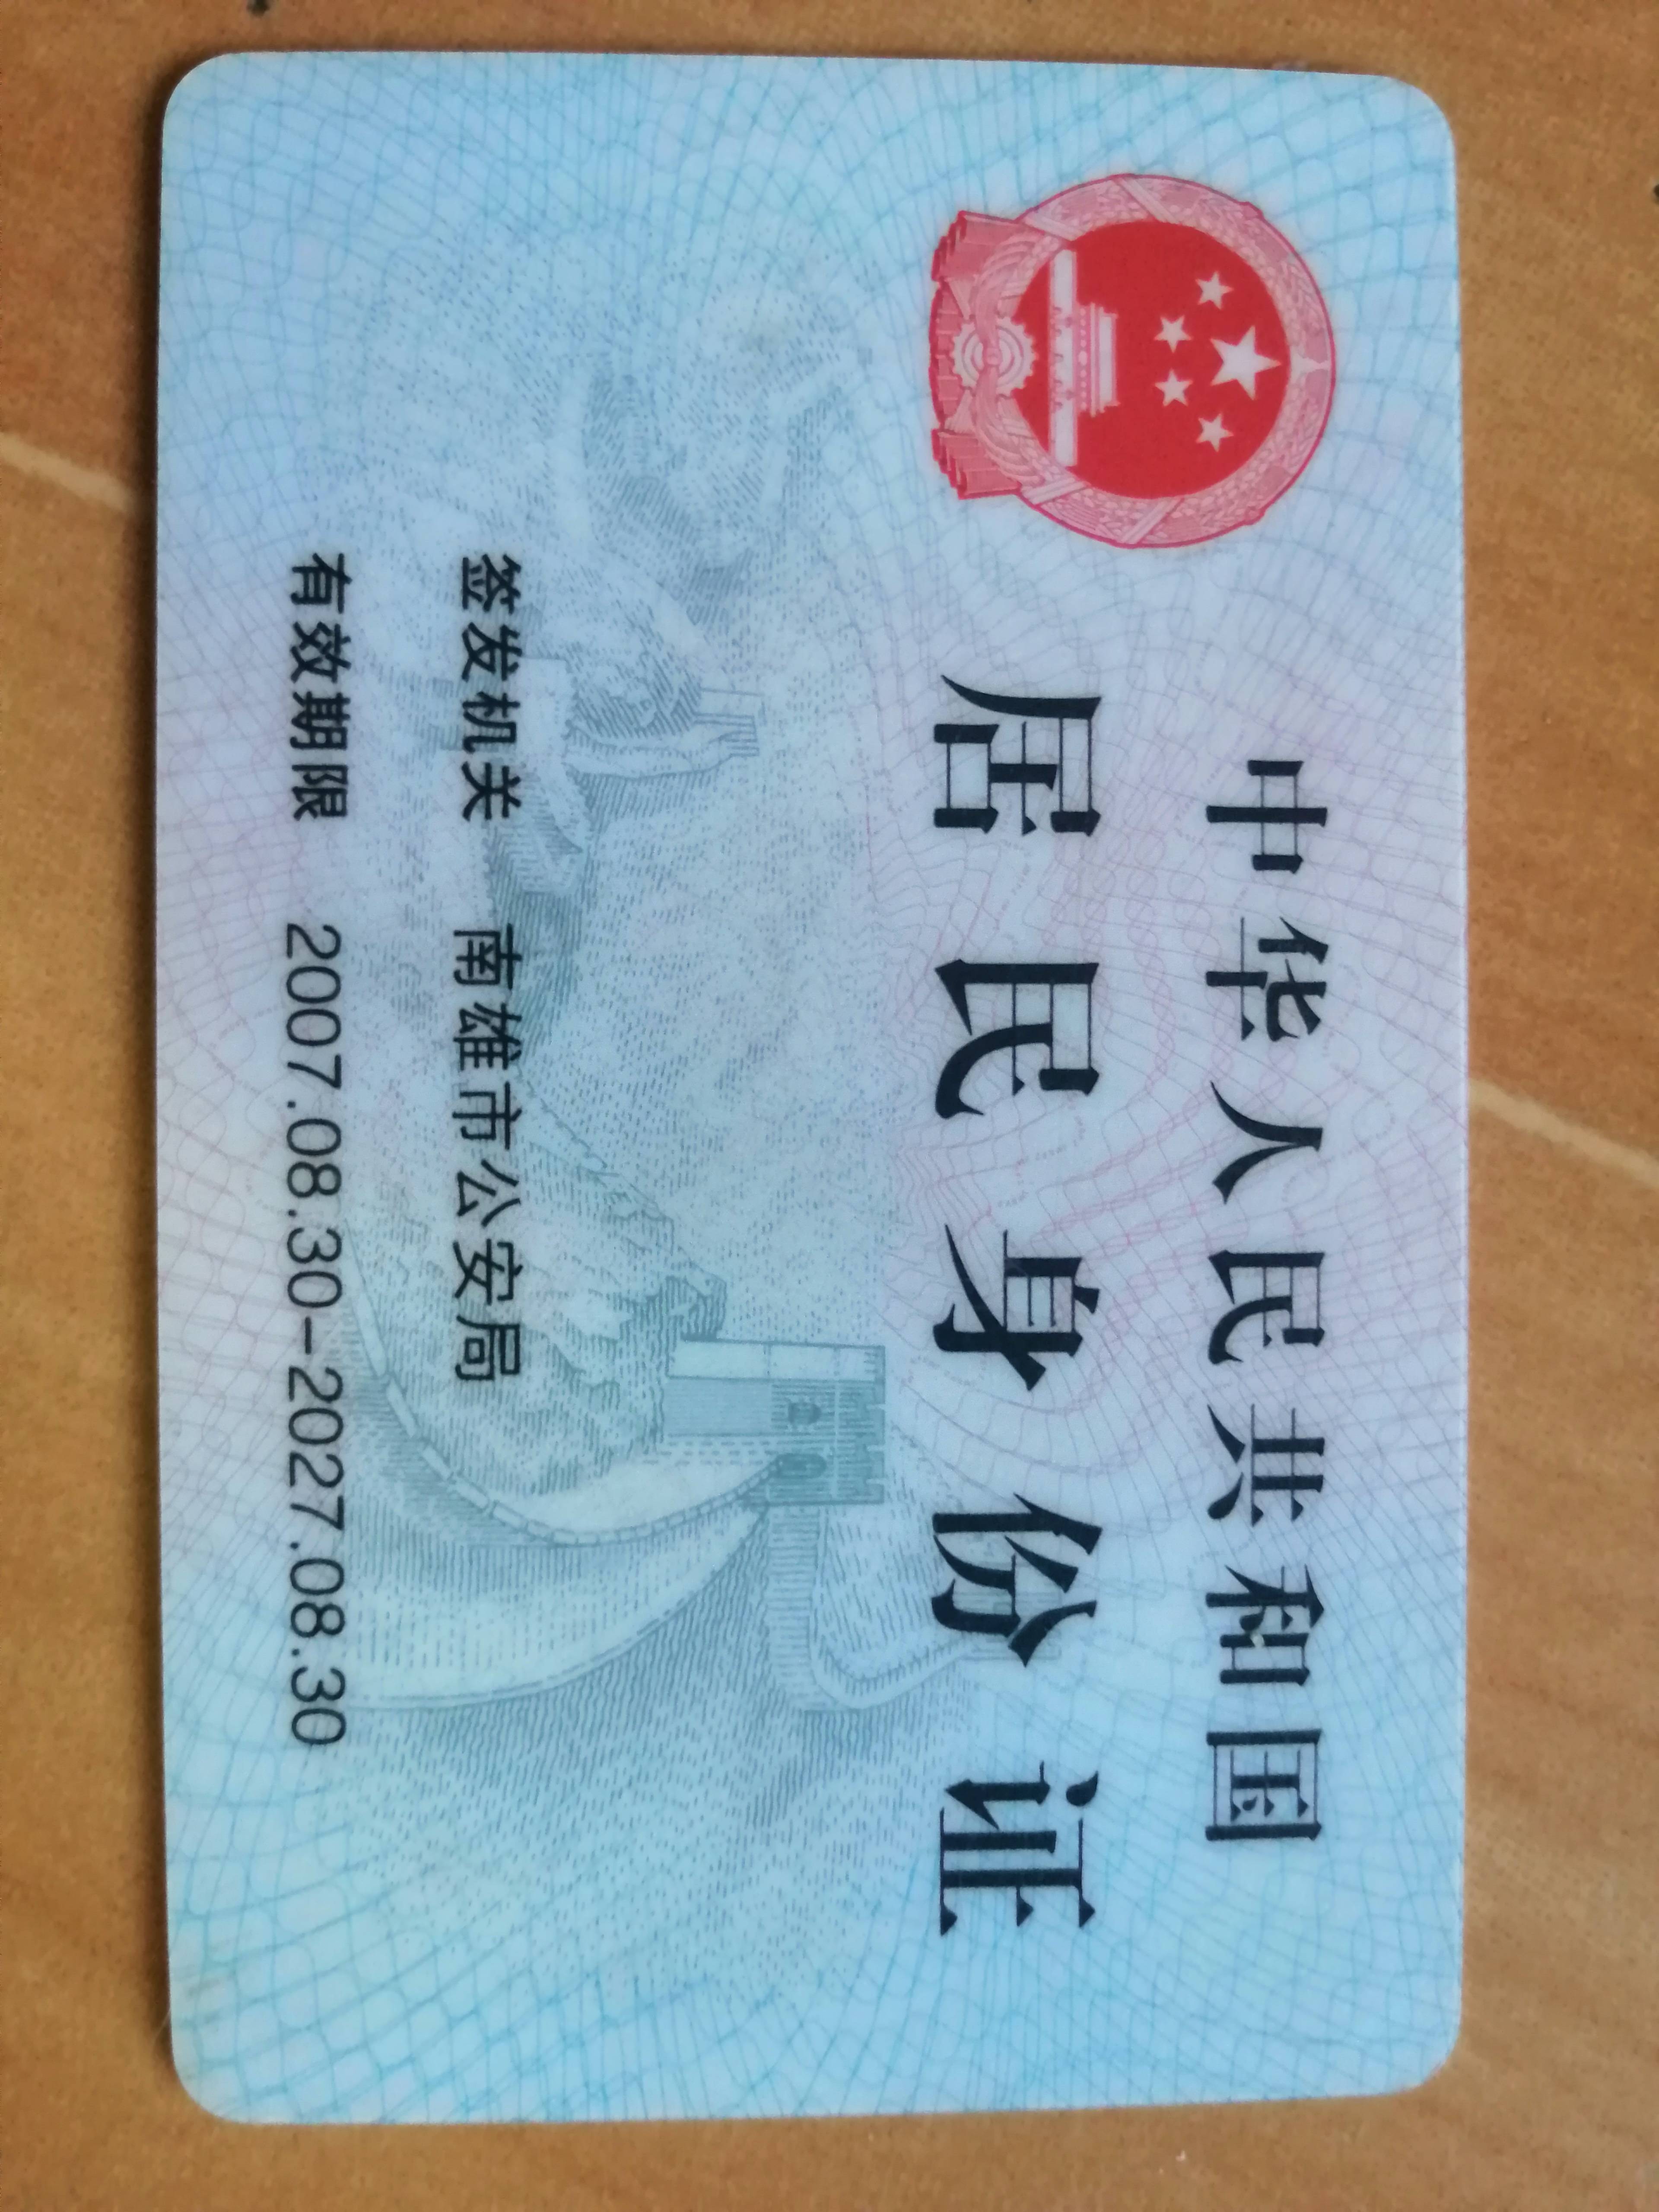 中华人民共和国
居民身份证
签发机关 南雄市公安局
有效期限 2007.08.30-2027.08.30